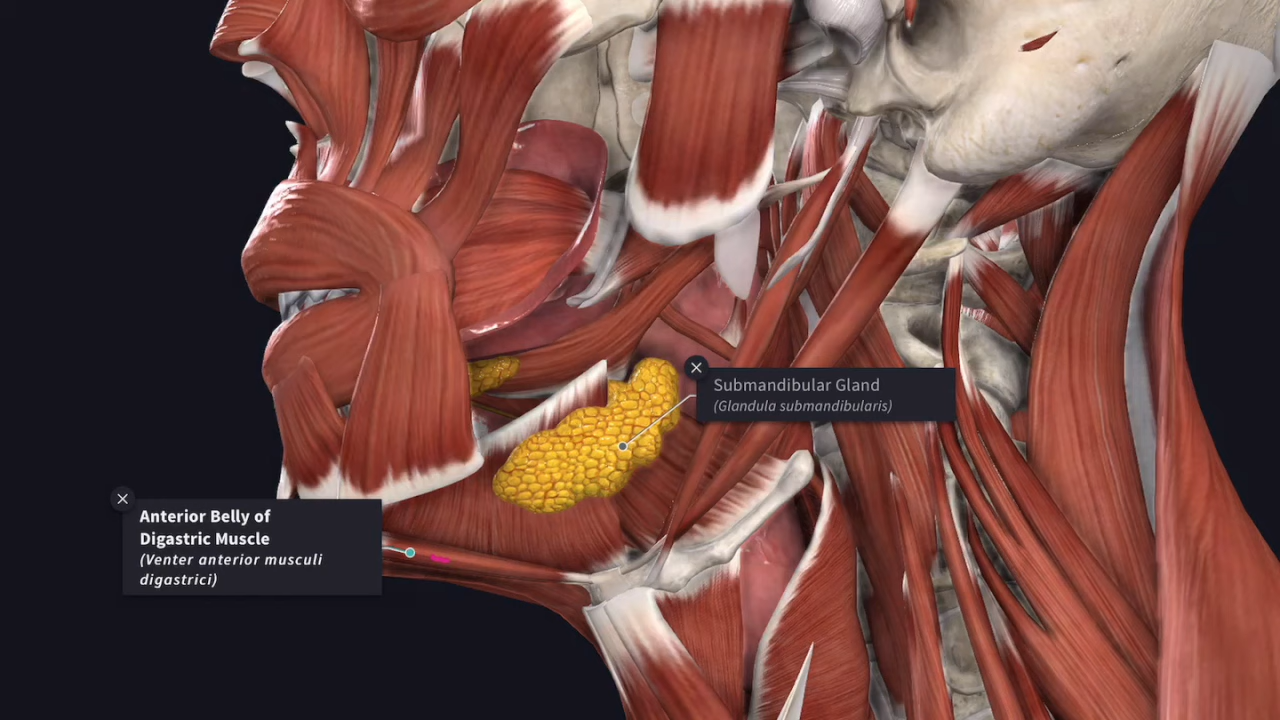 Submandibular Gland
(Glandula submandibularis)
Anterior Belly of
Digastric Muscle
(Venter anterior musculi
digastrici)